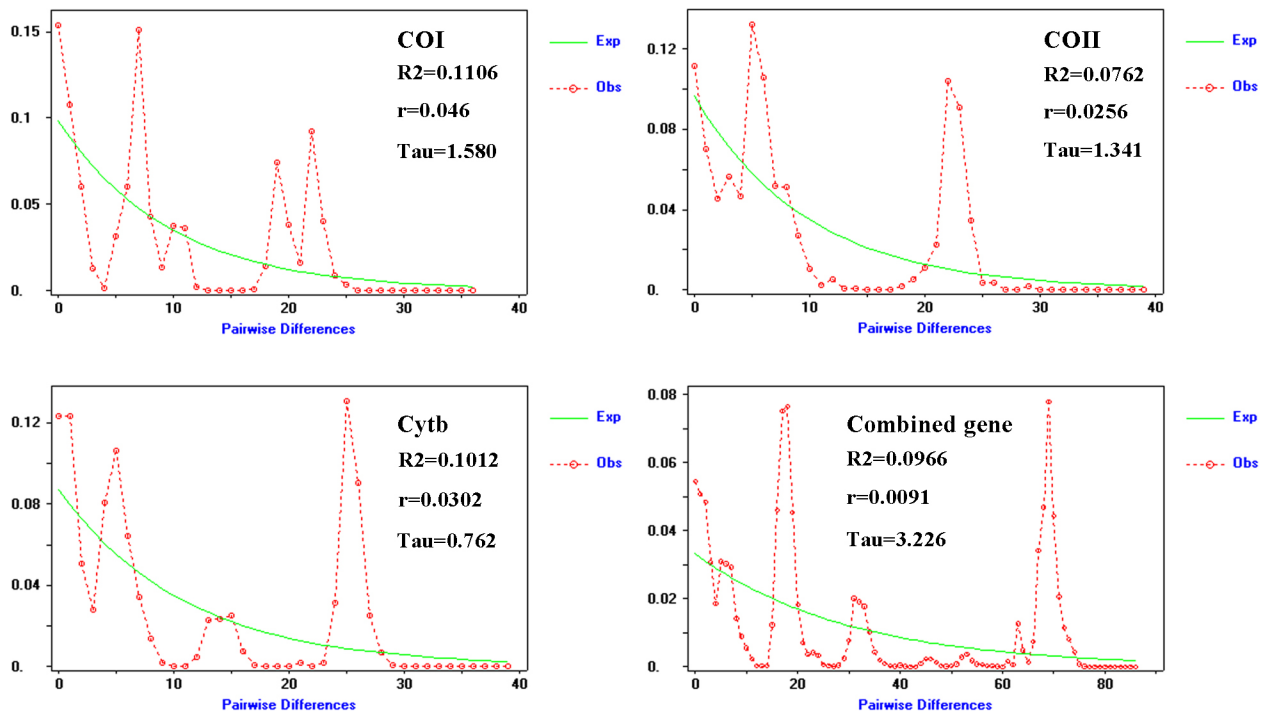 0.15
0.1
0.05
0.
COI
R2=0.1106
r=0.046
Tau=1.580
Exp
Obs
0
10
20
30
40
Pairwise Differences
0.12
0.08
0.04
0.
COII
R2=0.0762
r=0.0256
Tau=1.341
Exp
Obs
0
10
20
30
40
Pairwise Differences
0.12
0.08
0.04
0.
Cytb
R2=0.1012
r=0.0302
Tau=0.762
Exp
Obs
0
10
20
30
40
Pairwise Differences
0.08
0.06
0.04
0.02
0.
Combined gene
R2=0.0966
r=0.0091
Tau=3.226
Exp
Obs
0
20
40
60
80
Pairwise Differences